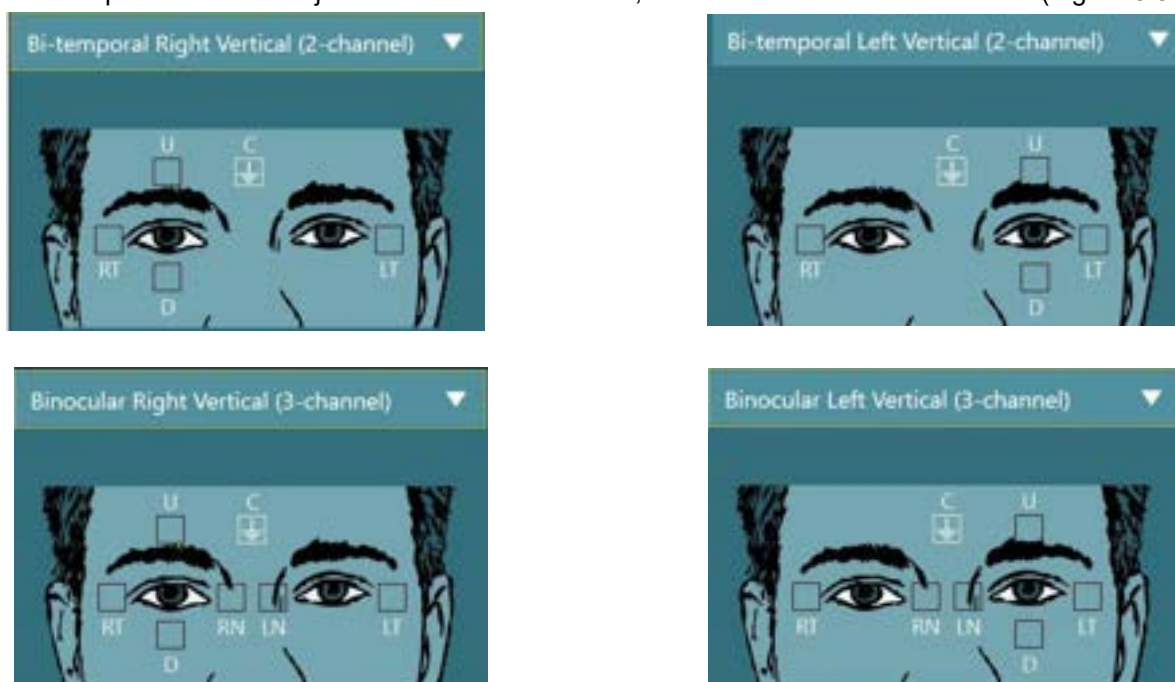 Bi-temporal Right Vertical (2-channel)
U C
RT LT
D
Bi-temporal Left Vertical (2-channel)
C U
RT LT
D
Binocular Right Vertical (3-channel)
U C
RT RN LN LT
D
Binocular Left Vertical (3-channel)
C U
RT RN LN LT
D